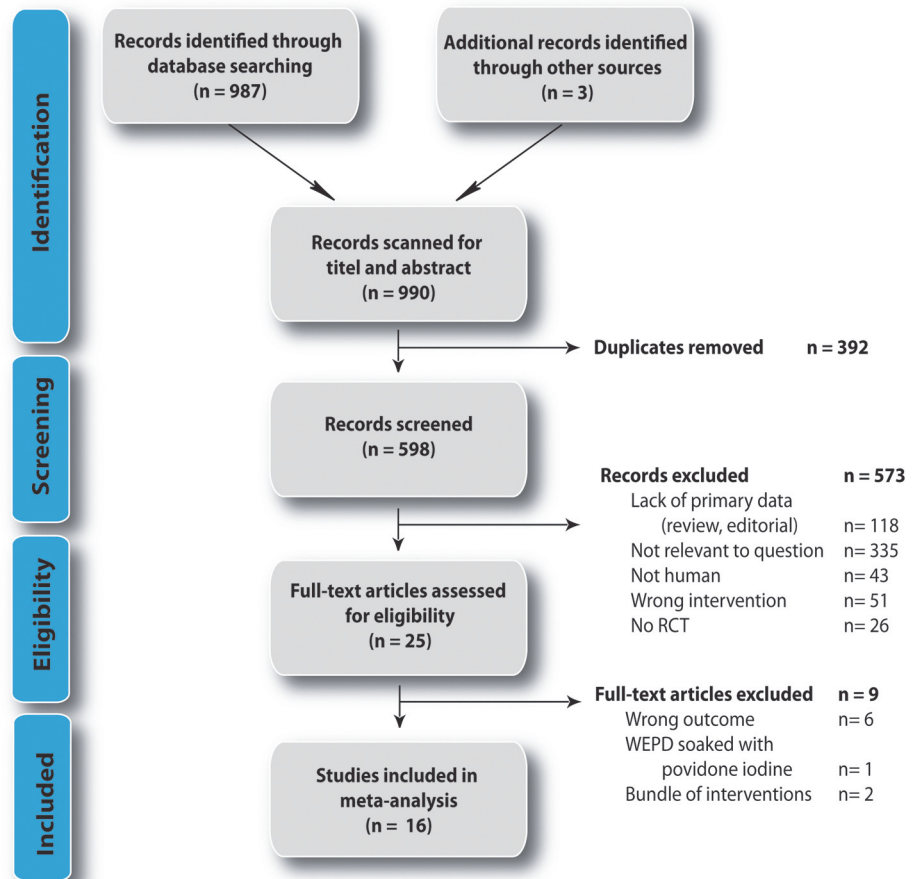 Identification
Records identified through
database searching
(n = 987)
Additional records identified
through other sources
(n = 3)
Records scanned for
titel and abstract
(n = 990)
Duplicates removed n = 392
Screening
Records screened
(n = 598)
Records excluded n = 573
Lack of primary data
(review, editorial) n= 118
Not relevant to question n= 335
Not human n= 43
Wrong intervention n= 51
No RCT n= 26
Eligibility
Full-text articles assessed
for eligibility
(n = 25)
Full-text articles excluded n = 9
Wrong outcome n= 6
WEPD soaked with
povidone iodine n= 1
Bundle of interventions n= 2
Included
Studies included in
meta-analysis
(n = 16)